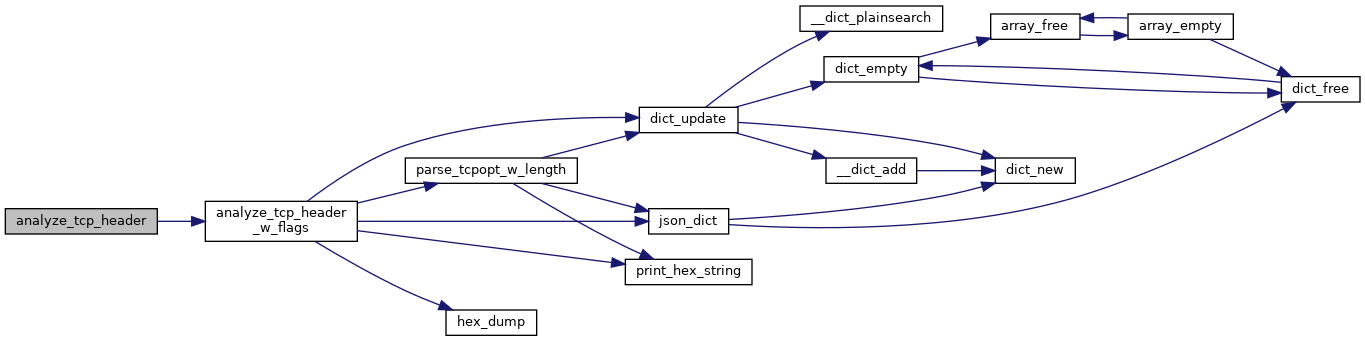 analyze_tcp_header
analyze_tcp_header
_w_flags
parse_tcpopt_w_length
hex_dump
dict_update
json_dict
print_hex_string
__dict_plainsearch
dict_empty
__dict_add
array_free
dict_new
array_empty
dict_free